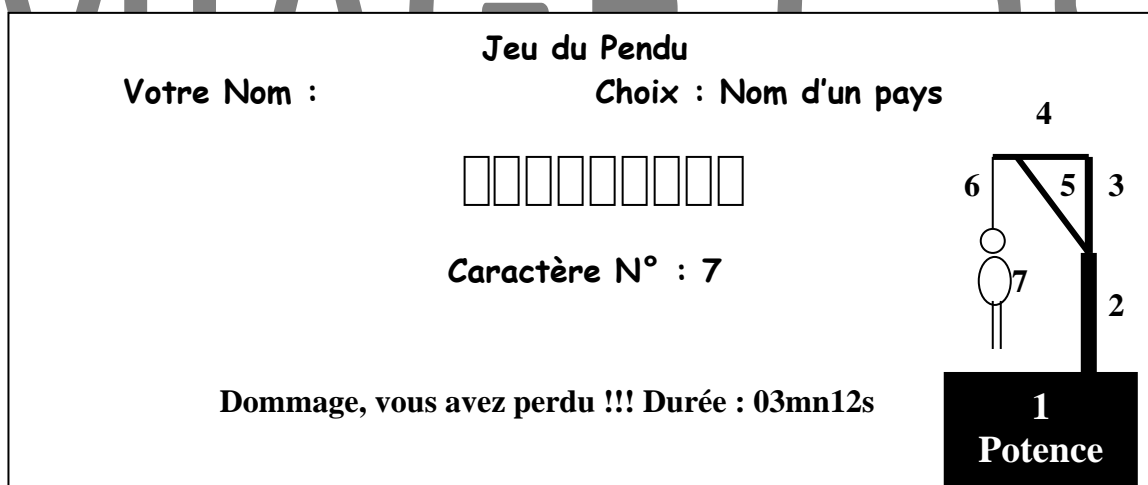 Jeu du Pendu
Votre Nom : Choix : Nom d'un pays
4
6 5 3
Caractère N° : 7
7
2
Dommage, vous avez perdu !!! Durée : 03mn12s
1
Potence